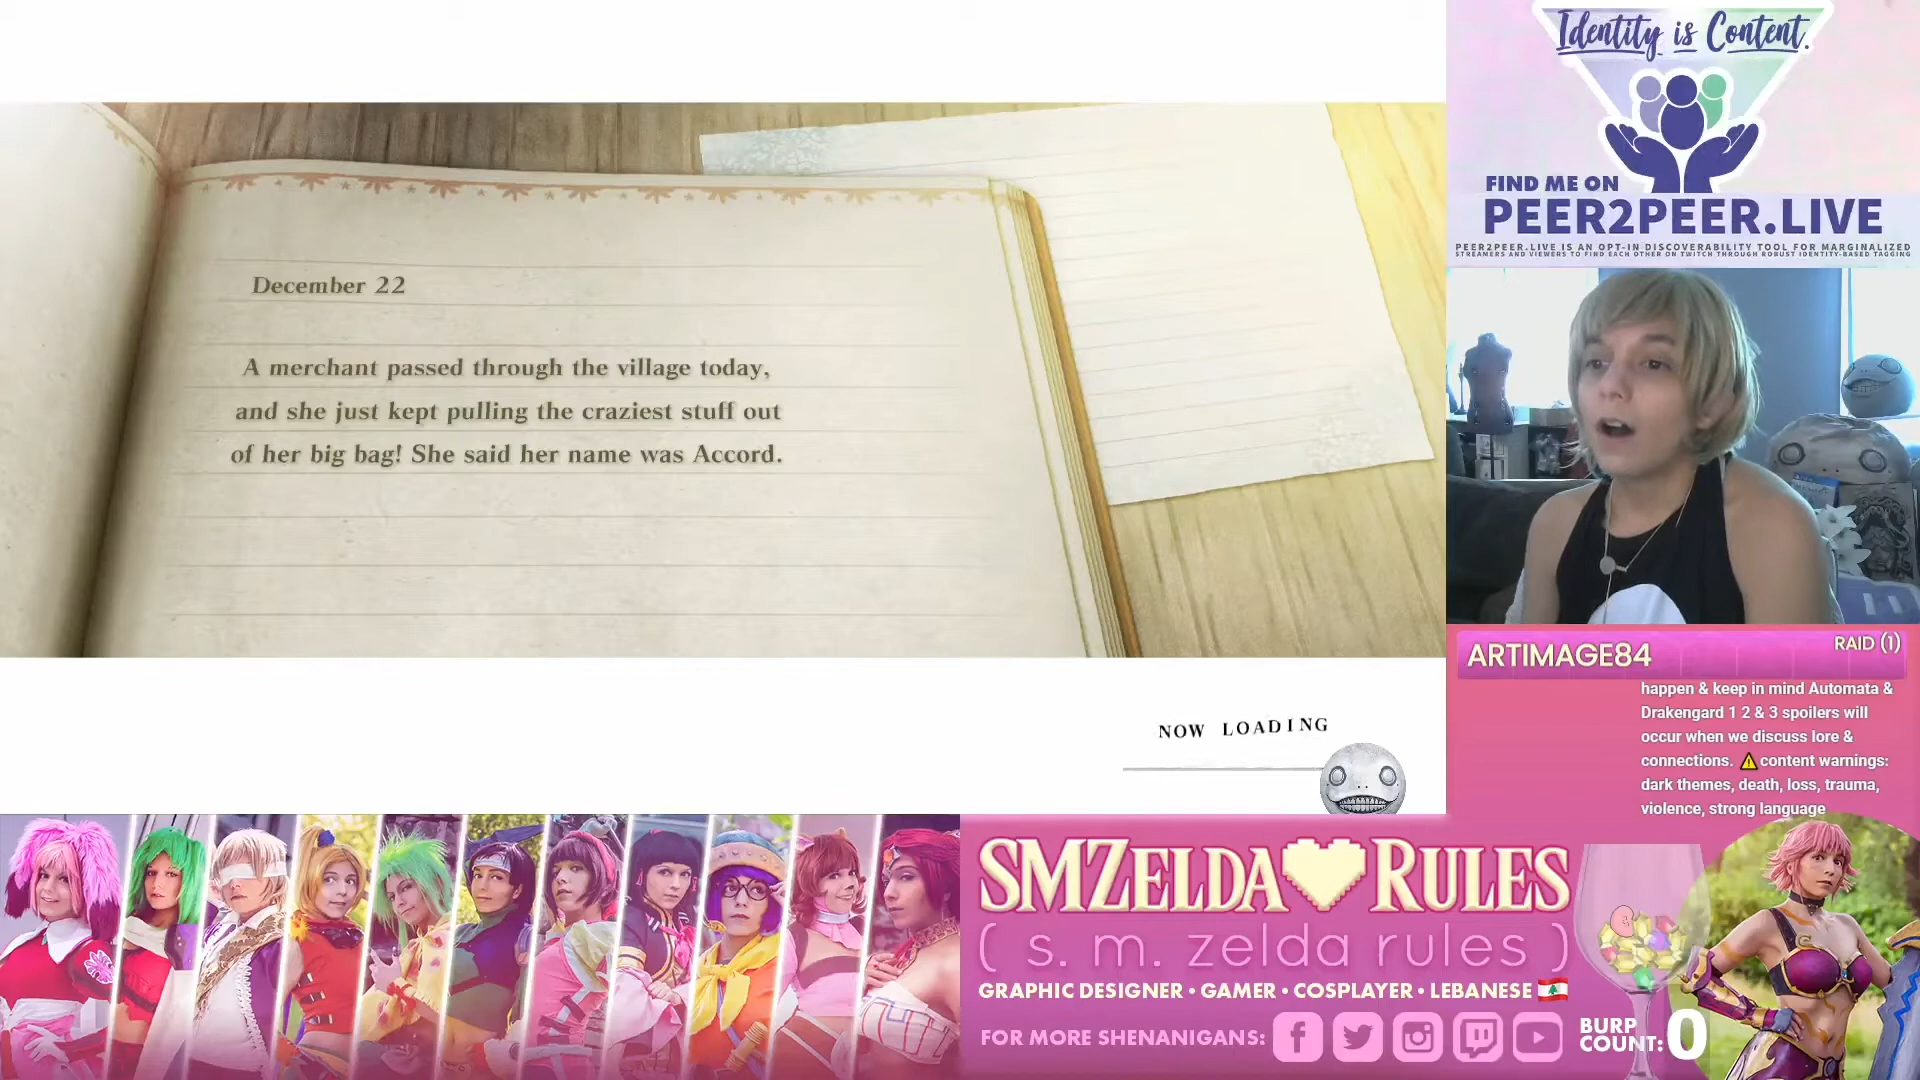 Identity is Content.
FIND ME ON
PEER2PEER.LIVE
PEER2PEER.LIVE IS AN OPT-IN DISCOVERABILITY TOOL FOR MARGINALIZED
STREAMERS AND VIEWERS TO FIND EACH OTHER ON TWITCH THROUGH ROBUST IDENTITY-BASED TAGGING
December 22
A merchant passed through the village today,
and she just kept pulling the craziest stuff out
of her big bag! She said her name was Accord.
NOW LOADING
ARTIMAGE84
RAID (1)
happen & keep in mind Automata &
Drakengard 1 2 & 3 spoilers will
occur when we discuss lore &
connections. ⚠️content warnings:
dark themes, death, loss, trauma,
violence, strong language
SMZELDA RULES
( s. m. zelda rules )
GRAPHIC DESIGNER • GAMER • COSPLAYER • LEBANESE
FOR MORE SHENANIGANS:
BURP
COUNT: 0